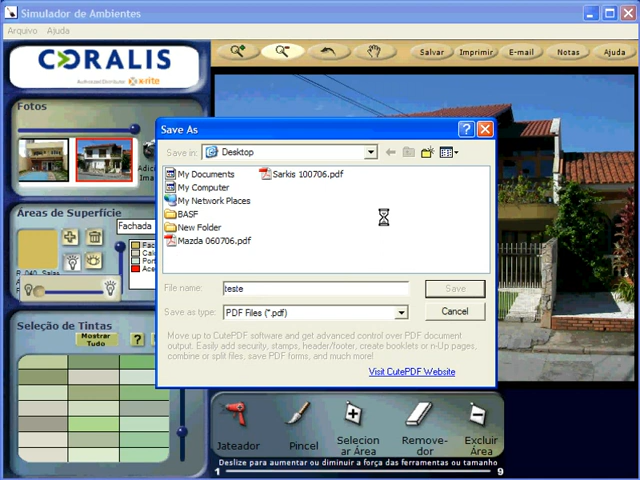 Simulador de Ambientes
Arquivo Ajuda
CORALIS
Authorized Distributor x-rite
Salvar Imprimir E-mail Notas Ajuda
Fotos
Save As
Save in: Desktop
My Documents
My Computer
My Network Places
BASF
New Folder
Mazda 060706.pdf
Sarkis 100706.pdf
File name: teste
Save
Save as type: PDF Files (*.pdf)
Cancel
Move up to CutePDF software and get advanced control over PDF document
output. Easily add security, stamps, header/footer, create booklets or n-Up pages,
combine or split files, save PDF forms, and much more!
Visit CutePDF Website
Áreas de Superfície
Fachada
Seleção de Tintas
Mostrar
Tudo
?
Jateador
Pincel
Selecion
ar Área
Remove-
dor
Excluir
Área
Deslize para aumentar ou diminuir a força das ferramentas ou tamanho
1 9